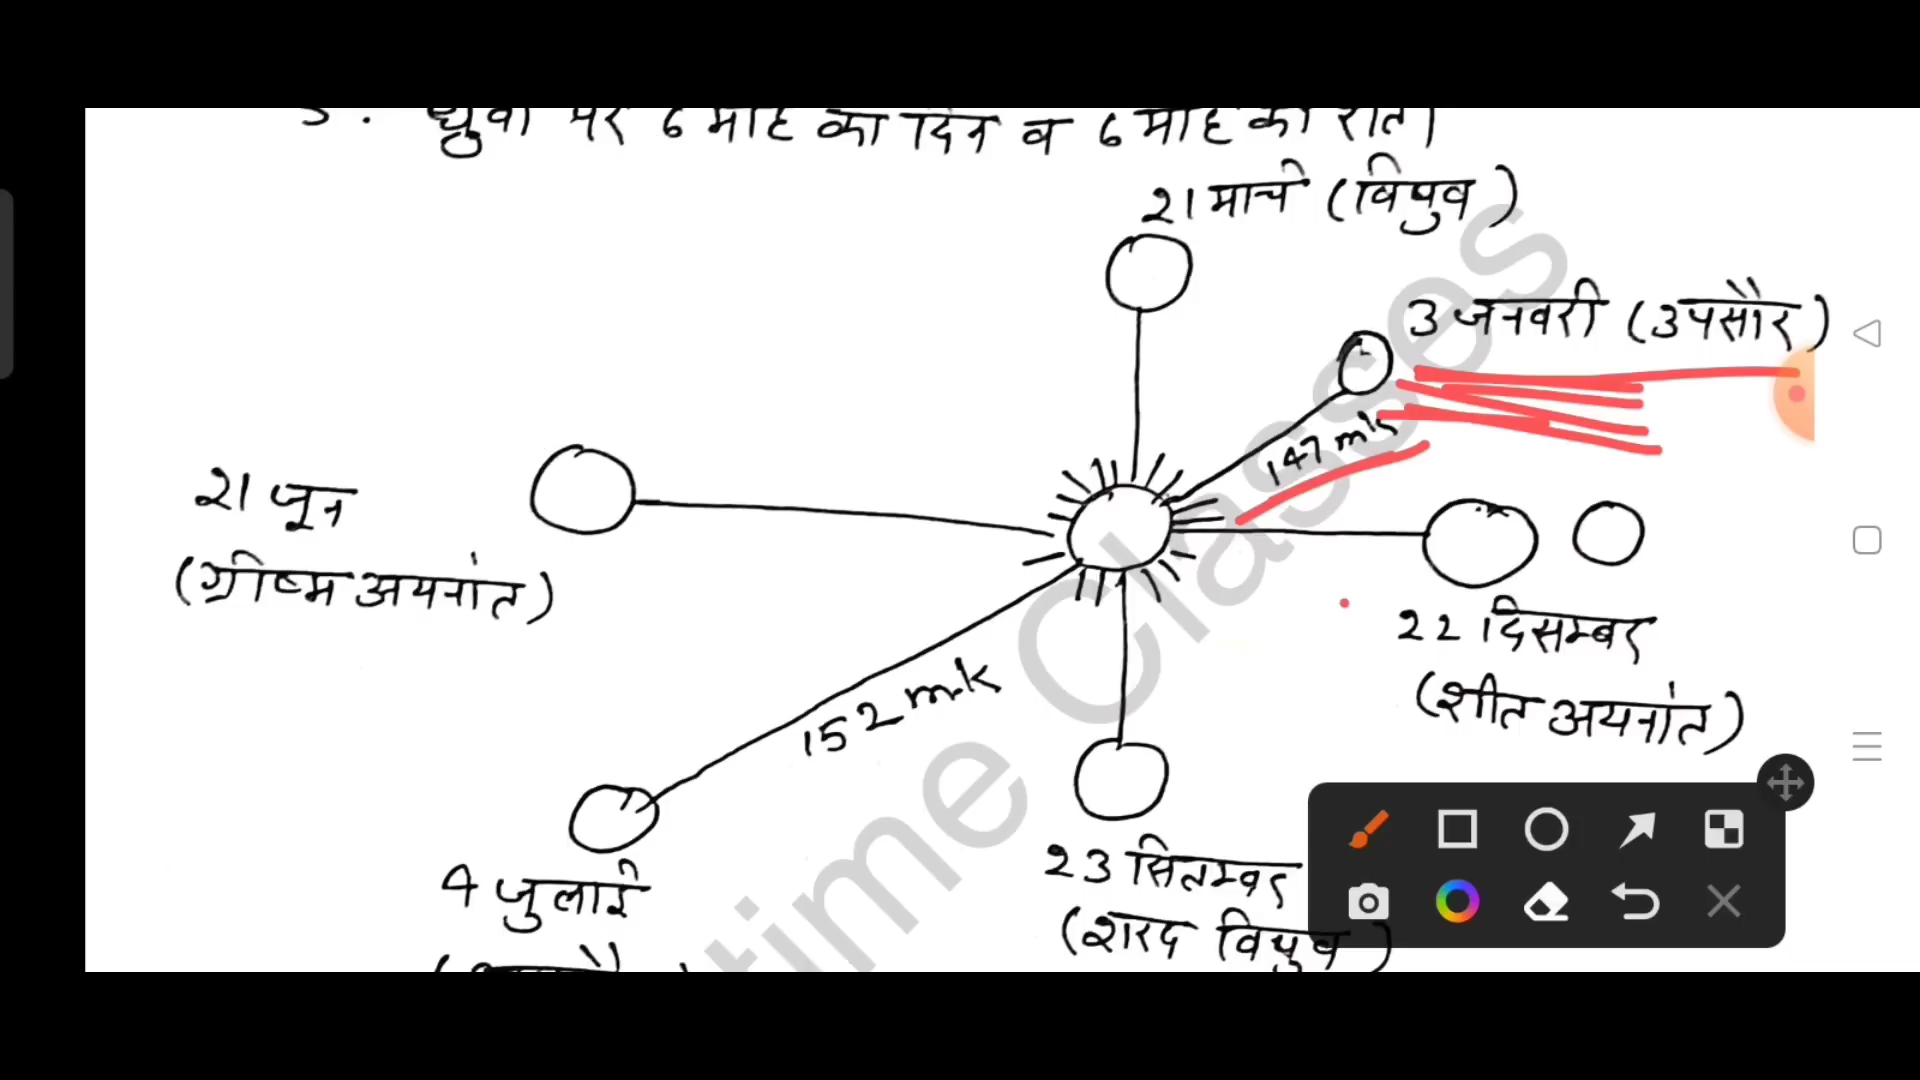 5. ध्रुवों पर 6 माह का दिन व 6 माह की रात।
21 मार्च (विषुव)
3 जनवरी (उपसौर)
147 mk
21 जून
(ग्रीष्म अयनांत)
22 दिसम्बर
(शीत अयनांत)
152 mk
4 जुलाई
23 सितम्बर
(शरद विषुव)
time Classes